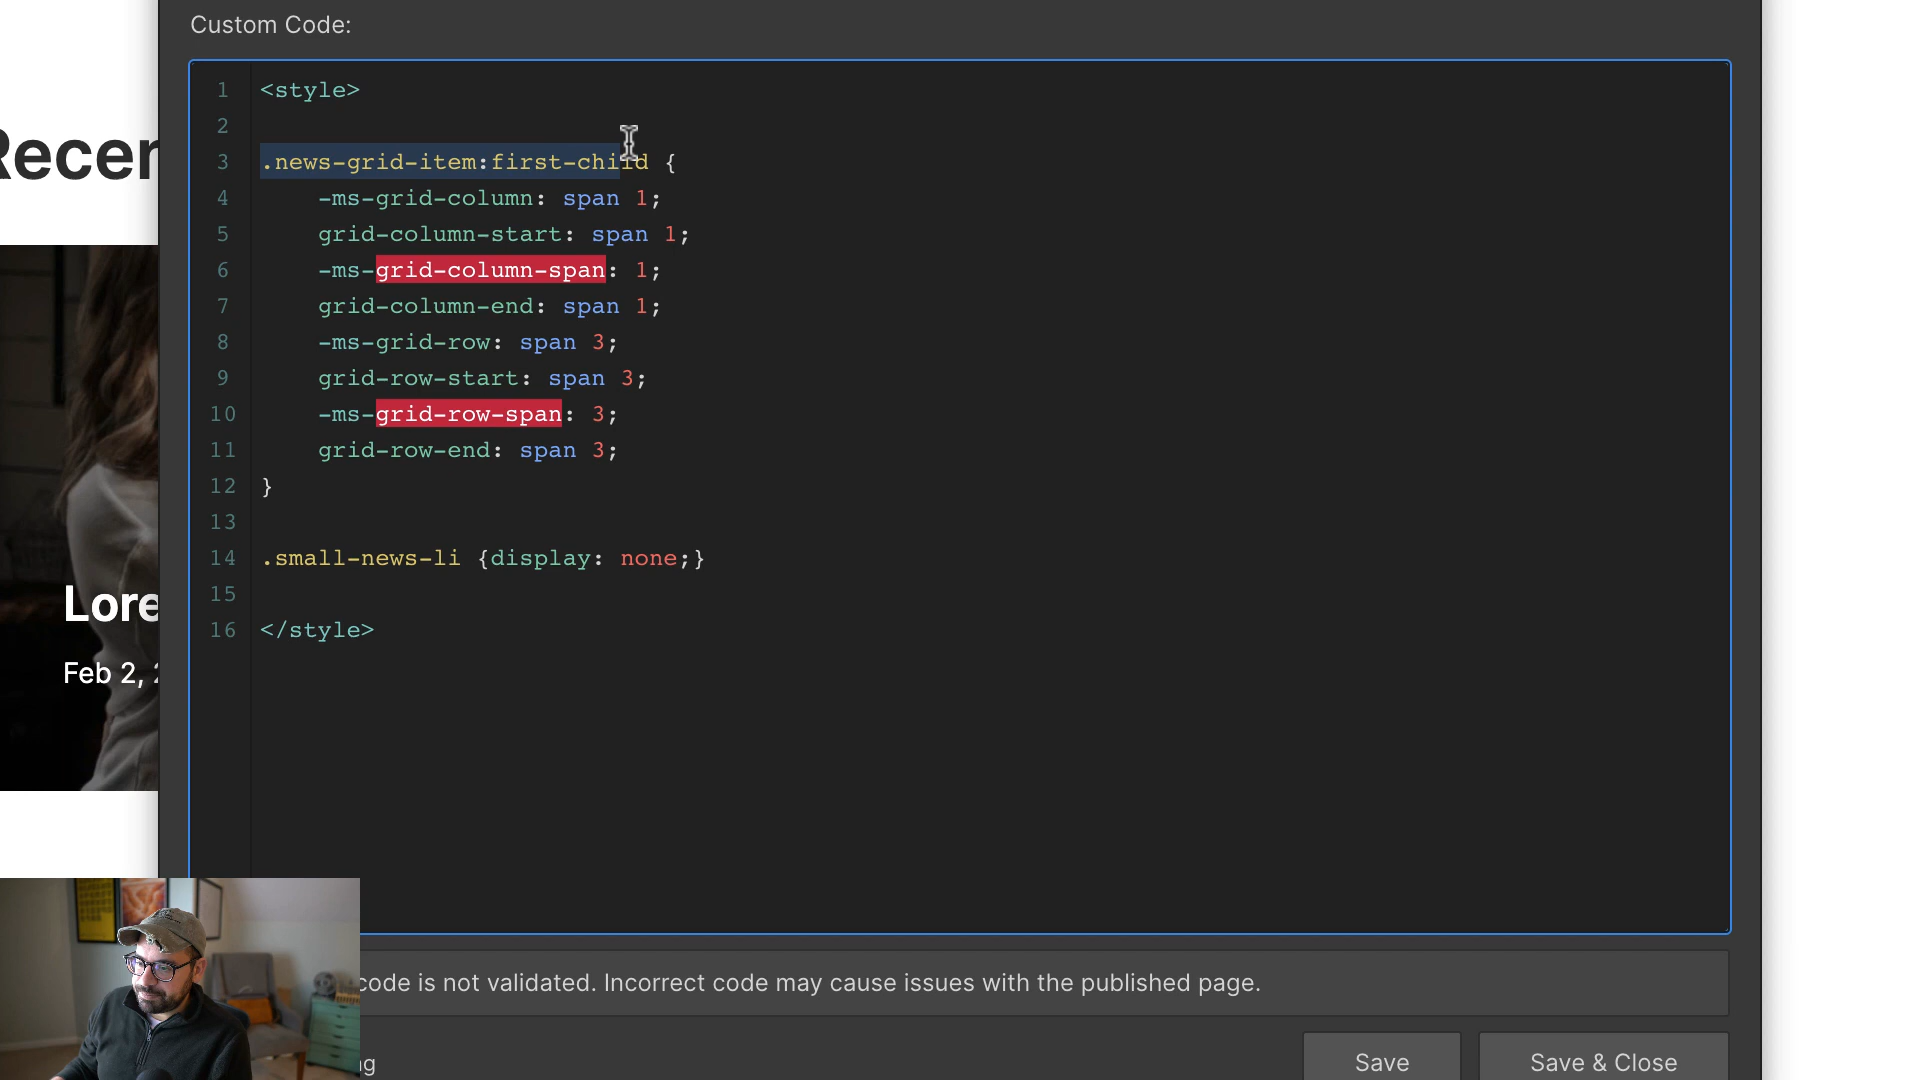 Custom Code:
1 <style>
2
3 .news-grid-item:first-child {
4 -ms-grid-column: span 1;
5 grid-column-start: span 1;
6 -ms-grid-column-span: 1;
7 grid-column-end: span 1;
8 -ms-grid-row: span 3;
9 grid-row-start: span 3;
10 -ms-grid-row-span: 3;
11 grid-row-end: span 3;
12 }
13
14 .small-news-li {display: none;}
15
16 </style>
Recen
Lore
Feb 2,
code is not validated. Incorrect code may cause issues with the published page.
Save
Save & Close